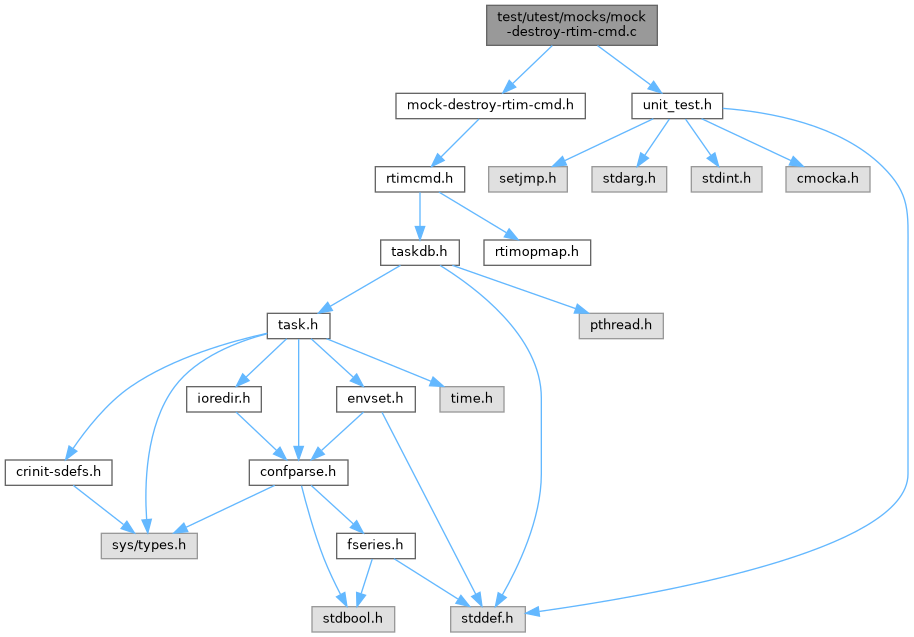 test/utest/mocks/mock
-destroy-rtim-cmd.c
mock-destroy-rtim-cmd.h
unit_test.h
rtimcmd.h
setjmp.h
stdarg.h
stdint.h
cmocka.h
taskdb.h
rtimopmap.h
task.h
pthread.h
ioredir.h
envset.h
time.h
crinit-sdefs.h
confparse.h
sys/types.h
fseries.h
stdbool.h
stddef.h